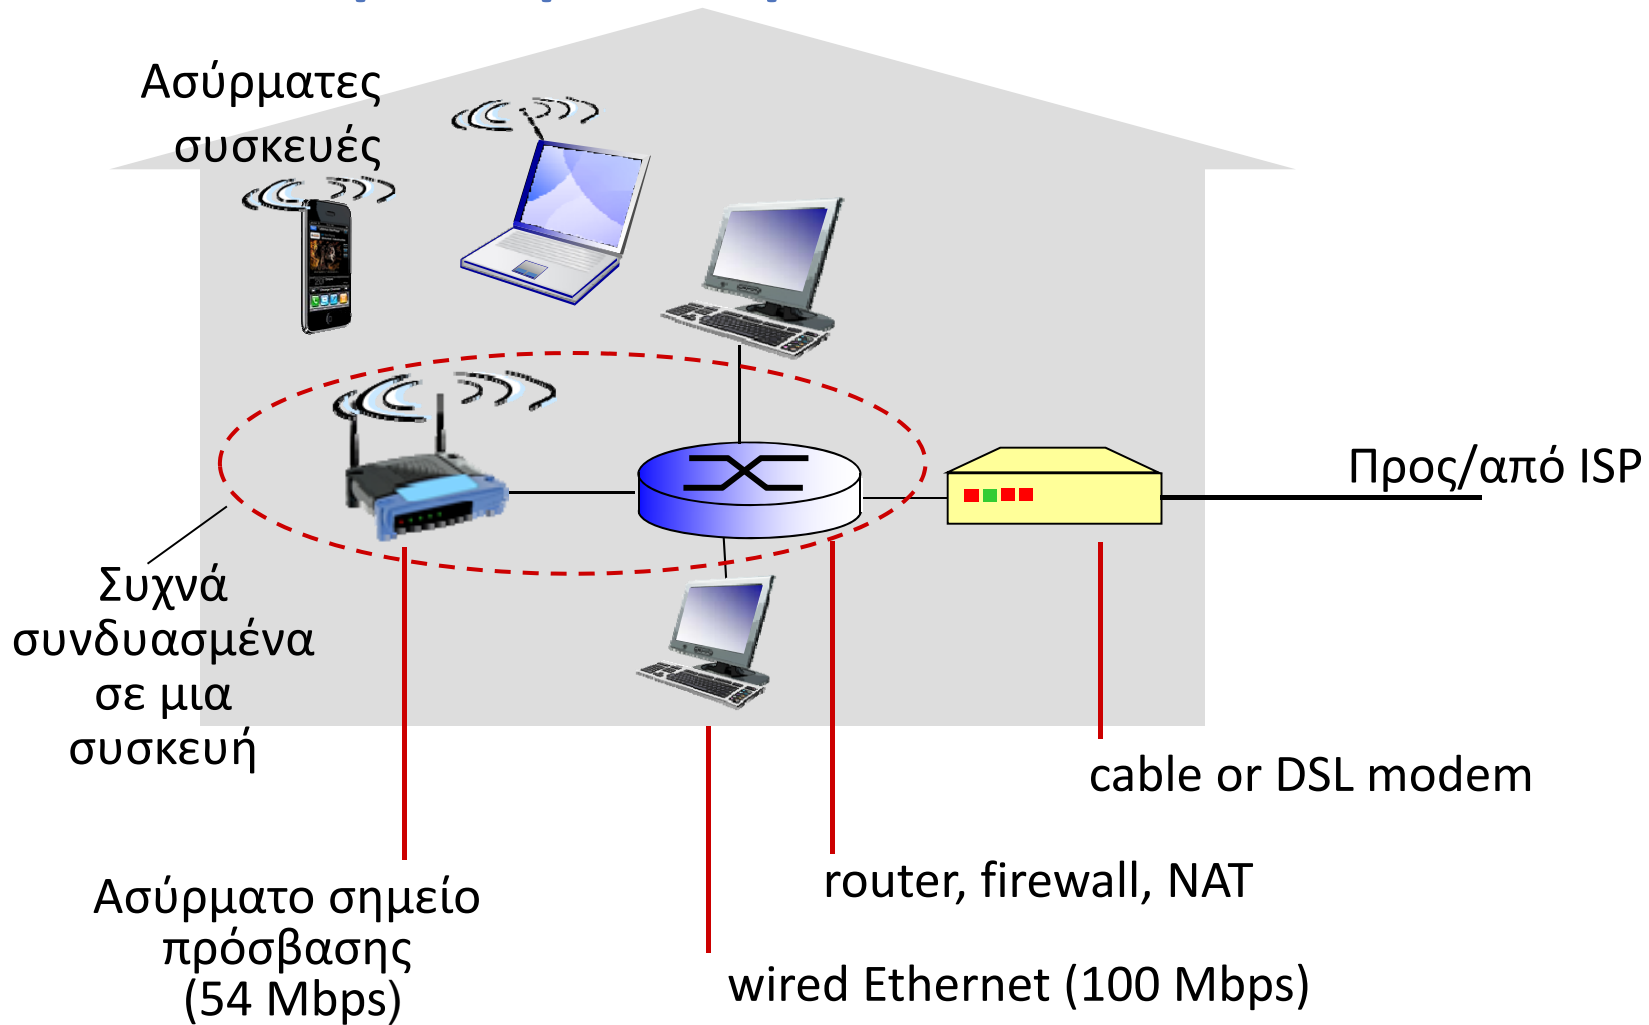 Ασύρματες
συσκευές
Προς/από ISP
Συχνά
συνδυασμένα
σε μια
συσκευή
cable or DSL modem
router, firewall, NAT
Ασύρματο σημείο
πρόσβασης
(54 Mbps)
wired Ethernet (100 Mbps)